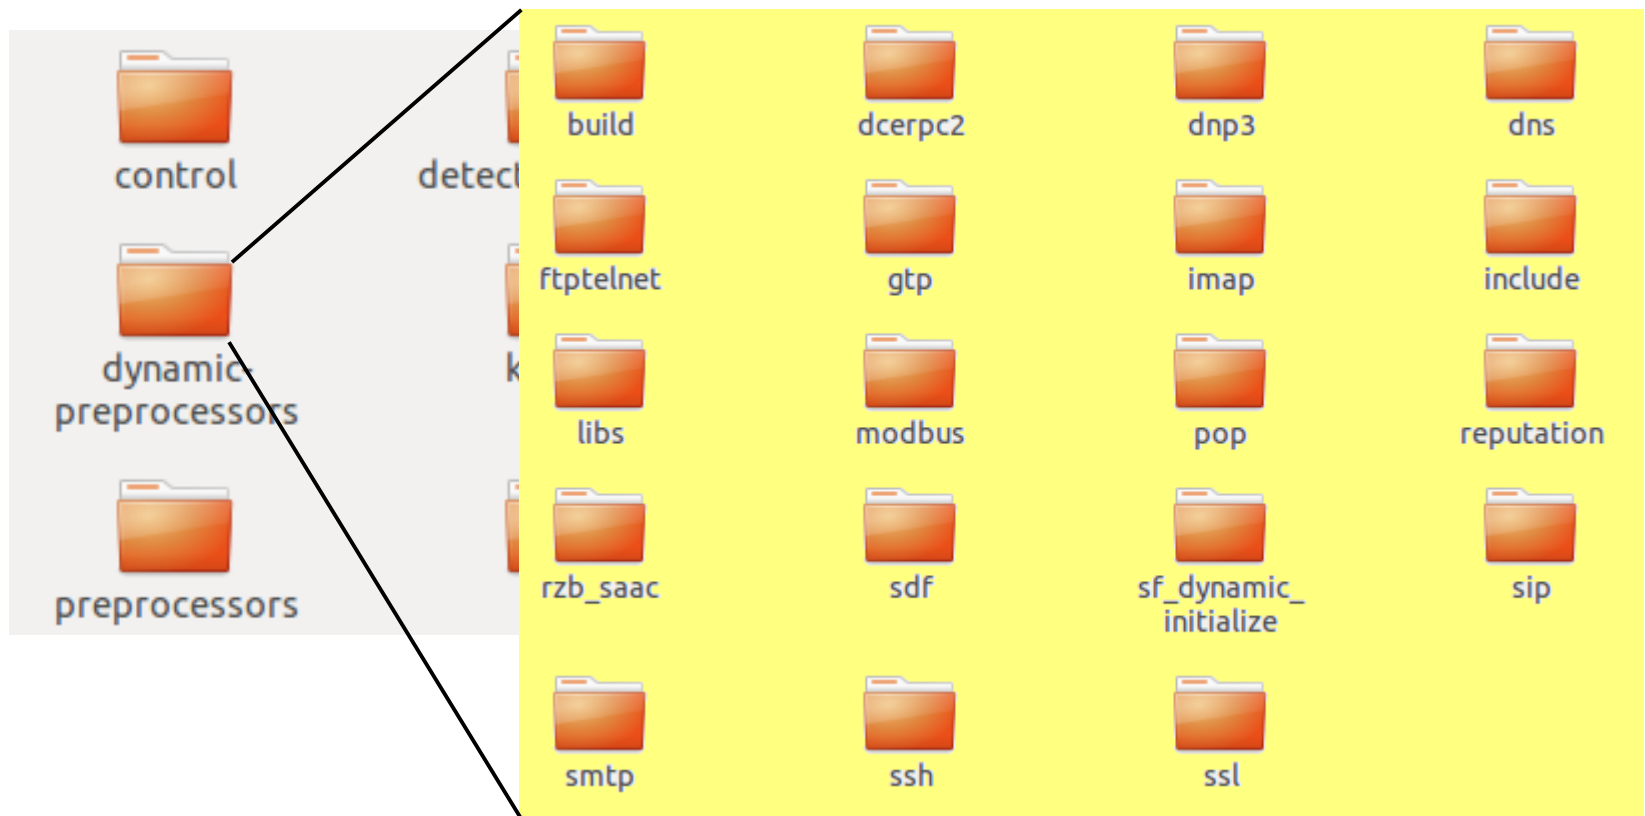 control
dynamic-
preprocessors
preprocessors
build
dcerpc2
dnp3
dns
ftptelnet
gtp
imap
include
libs
modbus
pop
reputation
rzb_saac
sdf
sf_dynamic_
initialize
sip
smtp
ssh
ssl